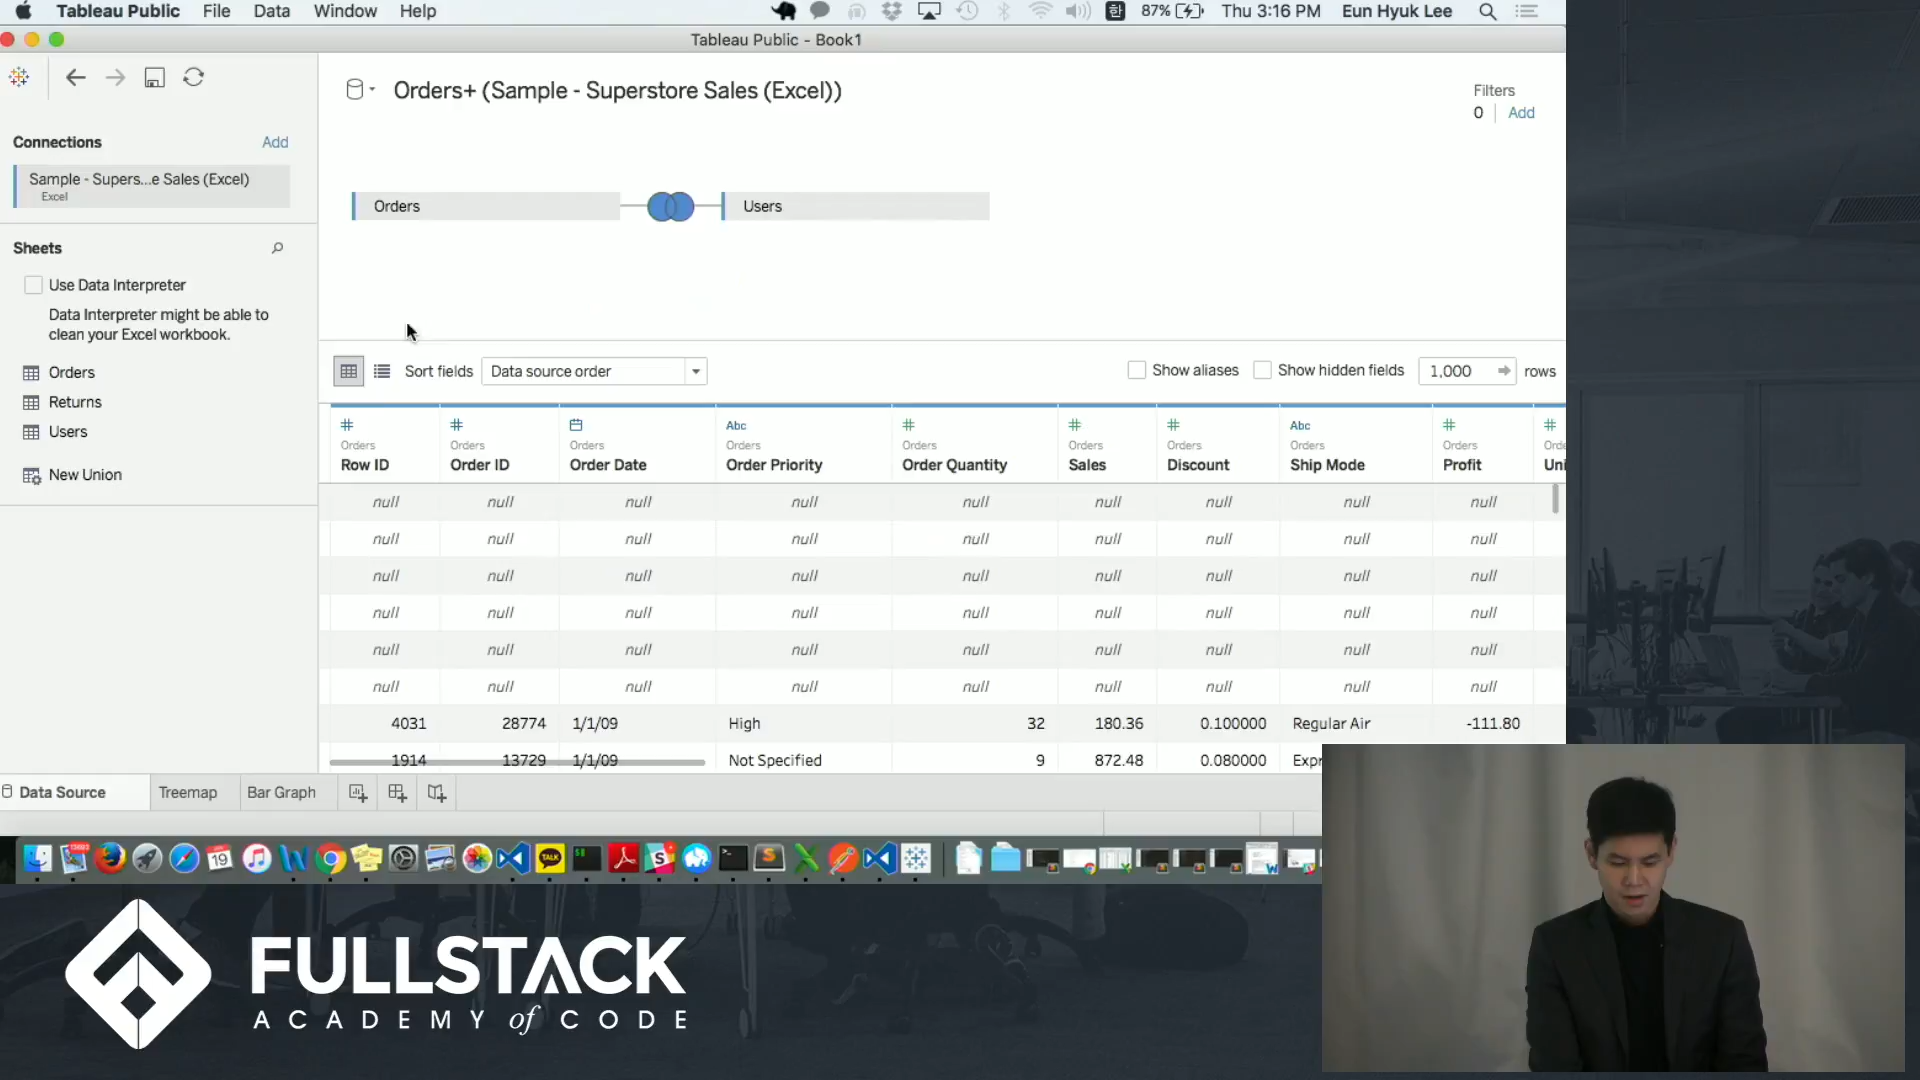 Tableau Public File Data Window Help 한 87% Thu 3:16 PM Eun Hyuk Lee
Tableau Public - Book1
Orders+ (Sample - Superstore Sales (Excel))
Filters
0 Add
Connections Add
Sample - Supers...e Sales (Excel)
Excel
Orders Users
Sheets
Use Data Interpreter
Data Interpreter might be able to
clean your Excel workbook.
Orders
Returns
Users
New Union
Sort fields Data source order Show aliases Show hidden fields 1,000 rows
# # Abc # # # Abc # #
Orders Orders Orders Orders Orders Orders Orders Orders Orders Orde
Row ID Order ID Order Date Order Priority Order Quantity Sales Discount Ship Mode Profit Uni
null null null null null null null null null
null null null null null null null null null
null null null null null null null null null
null null null null null null null null null
null null null null null null null null null
null null null null null null null null null
4031 28774 1/1/09 High 32 180.36 0.100000 Regular Air -111.80
1914 13729 1/1/09 Not Specified 9 872.48 0.080000 Expr
Data Source Treemap Bar Graph
19 TALK
FULLSTACK
ACADEMY of CODE